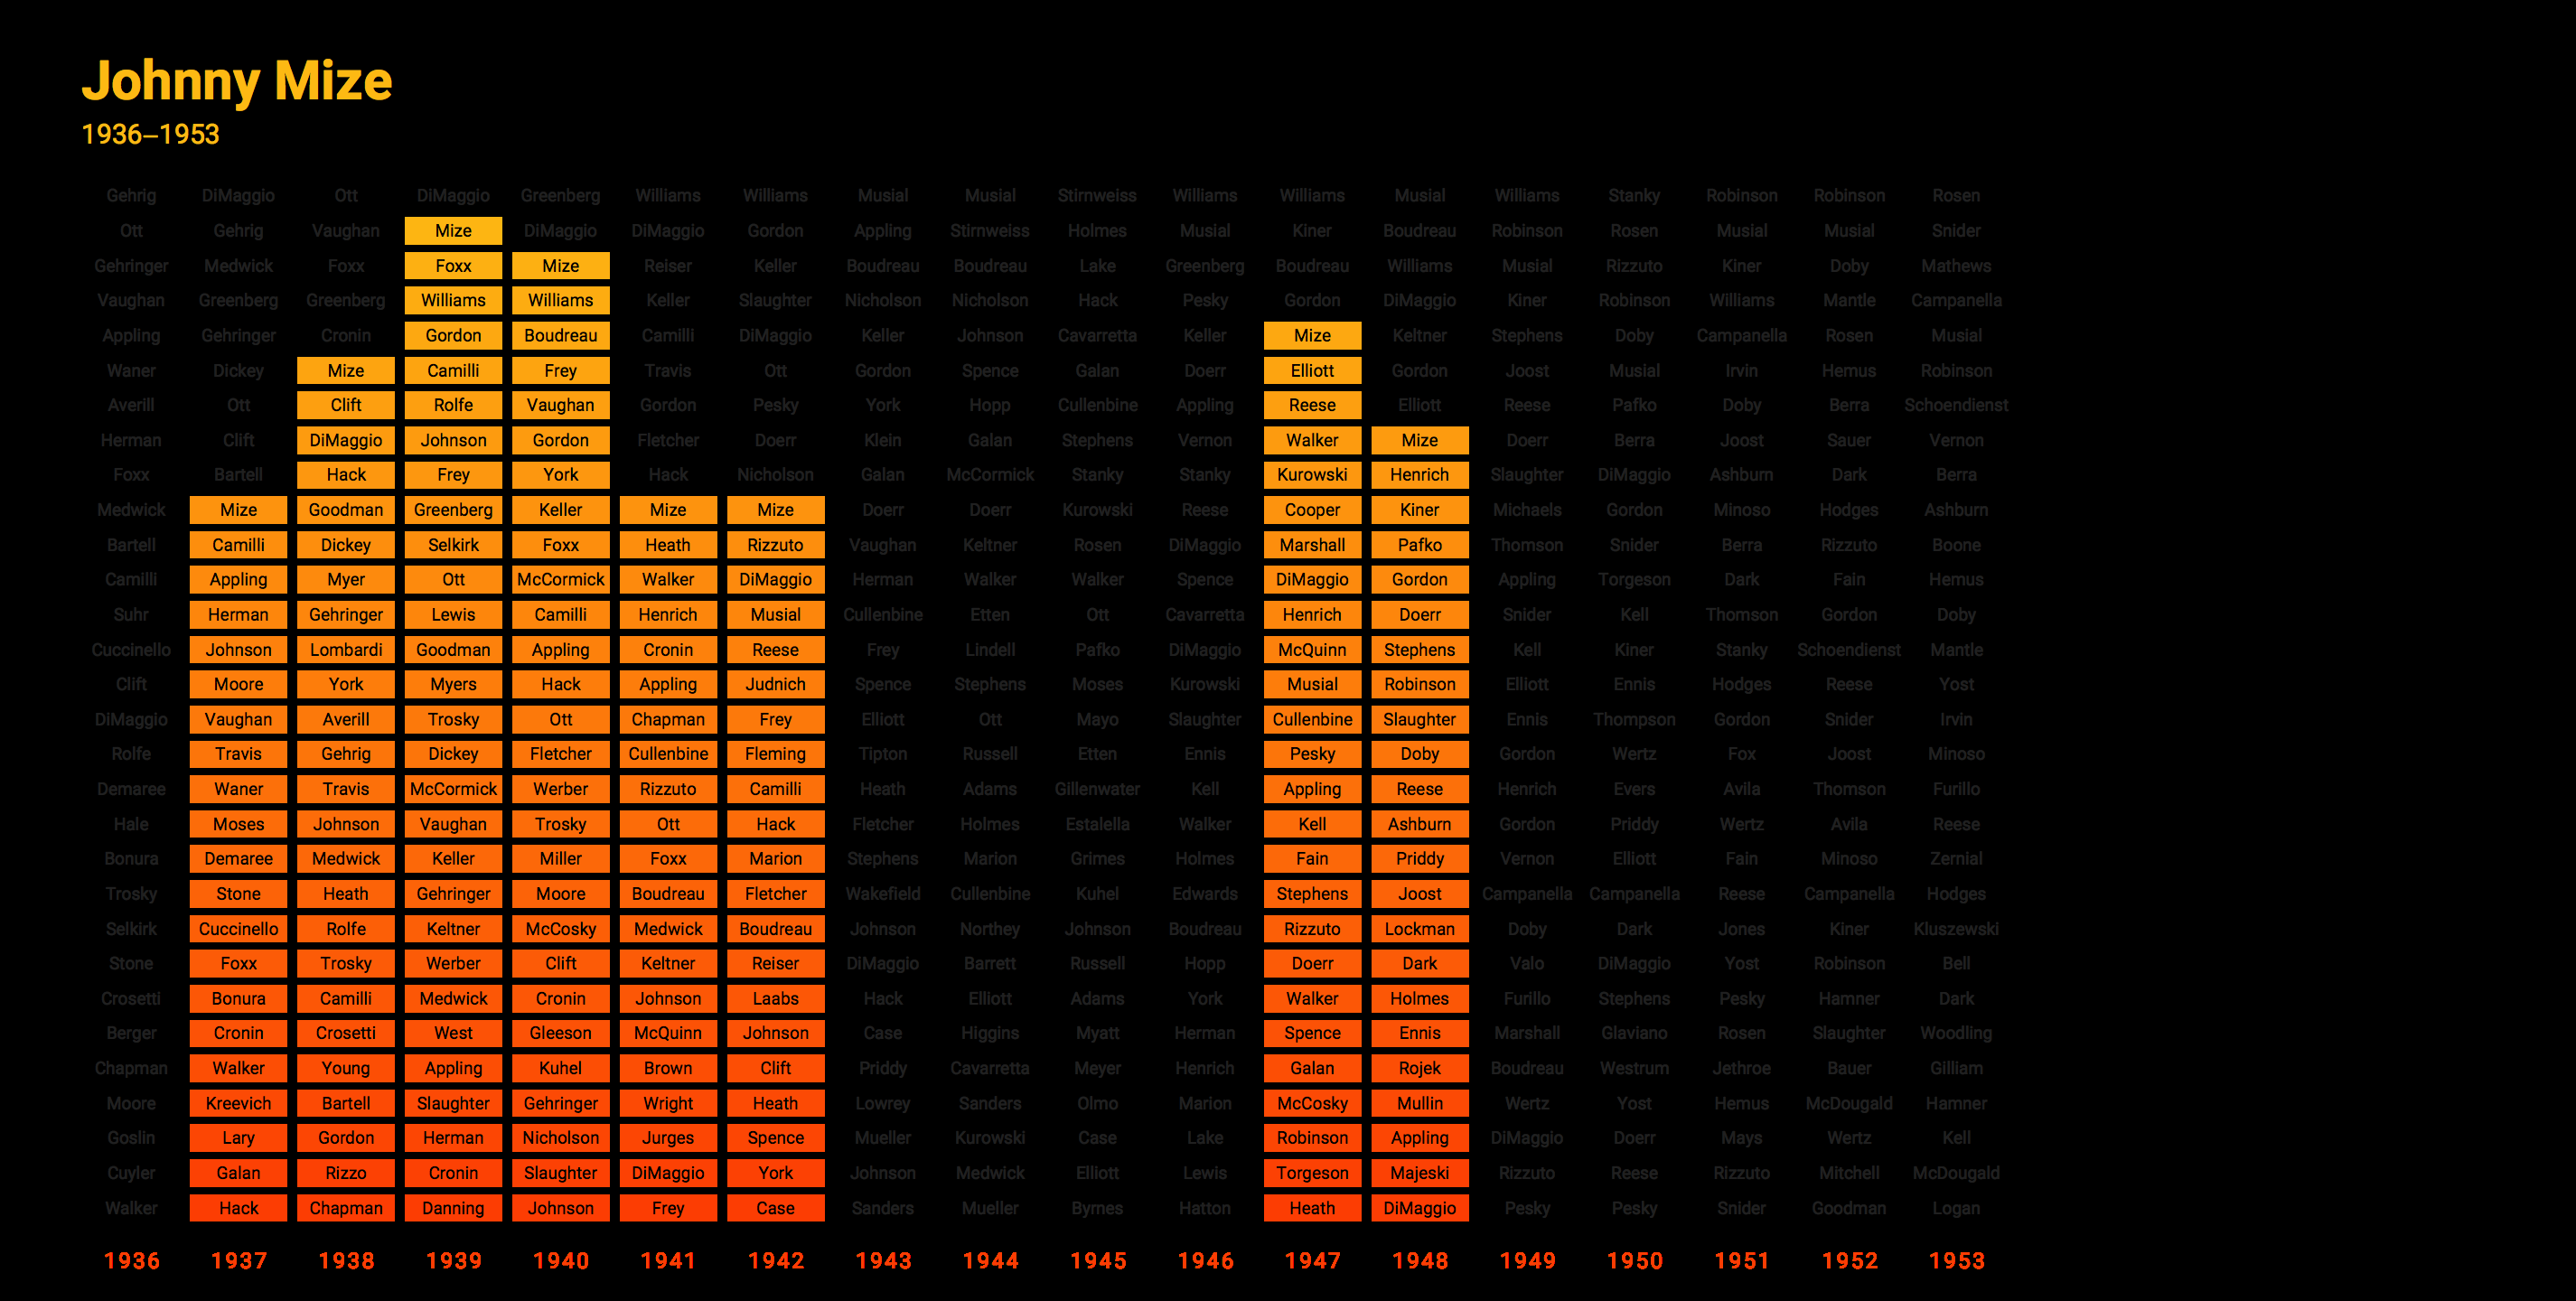 Johnny Mize
1936–1953
Gehrig DiMaggio Ott DiMaggio Greenberg Williams Williams Musial Musial Stirnweiss Williams Williams Musial Williams Stanky Robinson Robinson Rosen
Ott Gehrig Vaughan Mize DiMaggio DiMaggio Gordon Appling Stirnweiss Holmes Musial Kiner Boudreau Robinson Rosen Musial Musial Snider
Gehringer Medwick Foxx Foxx Mize Reiser Keller Boudreau Boudreau Lake Greenberg Boudreau Williams Musial Rizzuto Kiner Doby Mathews
Vaughan Greenberg Greenberg Williams Williams Keller Slaughter Nicholson Nicholson Hack Pesky Gordon DiMaggio Kiner Robinson Williams Mantle Campanella
Appling Gehringer Cronin Gordon Boudreau Camilli DiMaggio Keller Johnson Cavarretta Keller Mize Keltner Stephens Doby Campanella Rosen Musial
Waner Dickey Mize Camilli Frey Travis Ott Gordon Spence Galan Doerr Elliott Gordon Joost Musial Irvin Hemus Robinson
Averill Ott Clift Rolfe Vaughan Gordon Pesky York Hopp Cullenbine Appling Reese Elliott Reese Pafko Doby Berra Schoendienst
Herman Clift DiMaggio Johnson Gordon Fletcher Doerr Klein Galan Stephens Vernon Walker Mize Doerr Berra Joost Sauer Vernon
Foxx Bartell Hack Frey York Hack Nicholson Galan McCormick Stanky Stanky Kurowski Henrich Slaughter DiMaggio Ashburn Dark Berra
Medwick Mize Goodman Greenberg Keller Mize Mize Doerr Doerr Kurowski Reese Cooper Kiner Michaels Gordon Minoso Hodges Ashburn
Bartell Camilli Dickey Selkirk Foxx Heath Rizzuto Vaughan Keltner Rosen DiMaggio Marshall Pafko Thomson Snider Berra Rizzuto Boone
Camilli Appling Myer Ott McCormick Walker DiMaggio Herman Walker Walker Spence DiMaggio Gordon Appling Torgeson Dark Fain Hemus
Suhr Herman Gehringer Lewis Camilli Henrich Musial Cullenbine Etten Ott Cavarretta Henrich Doerr Snider Kell Thomson Gordon Doby
Cuccinello Johnson Lombardi Goodman Appling Cronin Reese Frey Lindell Pafko DiMaggio McQuinn Stephens Kell Kiner Stanky Schoendienst Mantle
Clift Moore York Myers Hack Appling Judnich Spence Stephens Moses Kurowski Musial Robinson Elliott Ennis Hodges Reese Yost
DiMaggio Vaughan Averill Trosky Ott Chapman Frey Elliott Ott Mayo Slaughter Cullenbine Slaughter Ennis Thompson Gordon Snider Irvin
Rolfe Travis Gehrig Dickey Fletcher Cullenbine Fleming Tipton Russell Etten Ennis Pesky Doby Gordon Wertz Fox Joost Minoso
Demaree Waner Travis McCormick Werber Rizzuto Camilli Heath Adams Gillenwater Kell Appling Reese Henrich Evers Avila Thomson Furillo
Hale Moses Johnson Vaughan Trosky Ott Hack Fletcher Holmes Estalella Walker Kell Ashburn Gordon Priddy Wertz Avila Reese
Bonura Demaree Medwick Keller Miller Foxx Marion Stephens Marion Grimes Holmes Fain Priddy Vernon Elliott Fain Minoso Zernial
Trosky Stone Heath Gehringer Moore Boudreau Fletcher Wakefield Cullenbine Kuhel Edwards Stephens Joost Campanella Campanella Reese Campanella Hodges
Selkirk Cuccinello Rolfe Keltner McCosky Medwick Boudreau Johnson Northey Johnson Boudreau Rizzuto Lockman Doby Dark Jones Kiner Kluszewski
Stone Foxx Trosky Werber Clift Keltner Reiser DiMaggio Barrett Russell Hopp Doerr Dark Valo DiMaggio Yost Robinson Bell
Crosetti Bonura Camilli Medwick Cronin Johnson Laabs Hack Elliott Adams York Walker Holmes Furillo Stephens Pesky Hamner Dark
Berger Cronin Crosetti West Gleeson McQuinn Johnson Case Higgins Myatt Herman Spence Ennis Marshall Glaviano Rosen Slaughter Woodling
Chapman Walker Young Appling Kuhel Brown Clift Priddy Cavarretta Meyer Henrich Galan Rojek Boudreau Westrum Jethroe Bauer Gilliam
Moore Kreevich Bartell Slaughter Gehringer Wright Heath Lowrey Sanders Olmo Marion McCosky Mullin Wertz Yost Hemus McDougald Hamner
Goslin Lary Gordon Herman Nicholson Jurges Spence Mueller Kurowski Case Lake Robinson Appling DiMaggio Doerr Mays Wertz Kell
Cuyler Galan Rizzo Cronin Slaughter DiMaggio York Johnson Medwick Elliott Lewis Torgeson Majeski Rizzuto Reese Rizzuto Mitchell McDougald
Walker Hack Chapman Danning Johnson Frey Case Sanders Mueller Byrnes Hatton Heath DiMaggio Pesky Pesky Snider Goodman Logan
1936 1937 1938 1939 1940 1941 1942 1943 1944 1945 1946 1947 1948 1949 1950 1951 1952 1953